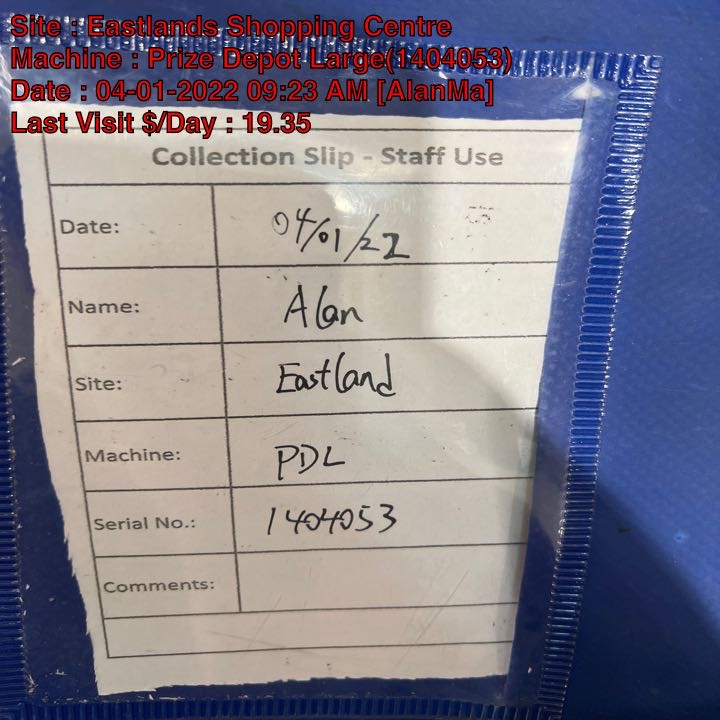 Site : Eastlands Shopping Centre
Machine : Prize Depot Large(1404053)
Date : 04-01-2022 09:23 AM [AlanMa]
Last Visit $/Day : 19.35
Collection Slip - Staff Use
Date: 04/01/22
Name: Alan
Site: Eastland
Machine: PDL
Serial No.: 1404053
Comments: